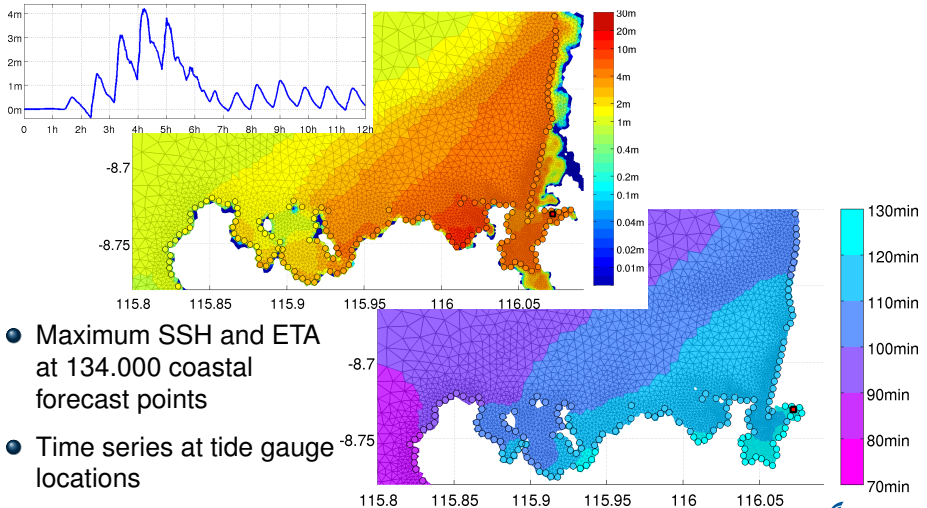 4m
3m
2m
1m
0m
0 1h 2h 3h 4h 5h 6h 7h 8h 9h 10h 11h 12h
30m
20m
10m
4m
2m
1m
0.4m
0.2m
0.1m
0.04m
0.02m
0.01m
-8.7
-8.75
115.8 115.85 115.9 115.95 116 116.05
Maximum SSH and ETA
at 134.000 coastal
forecast points
Time series at tide gauge
locations
-8.7
-8.75
115.8 115.85 115.9 115.95 116 116.05
130min
120min
110min
100min
90min
80min
70min